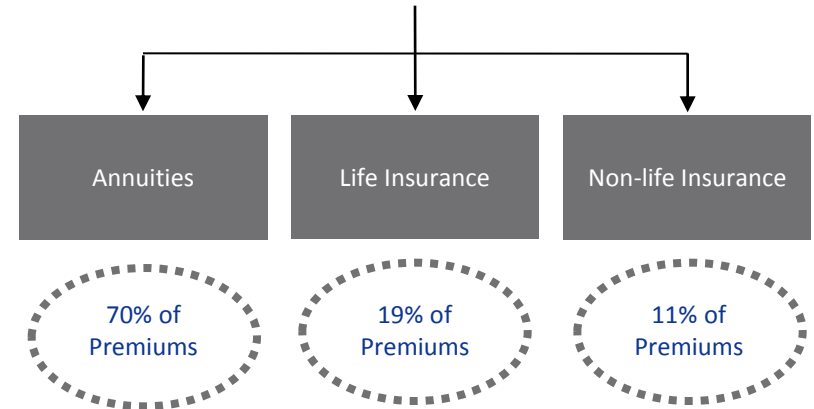 Annuities
Life Insurance
Non-life Insurance
70% of
Premiums
19% of
Premiums
11% of
Premiums